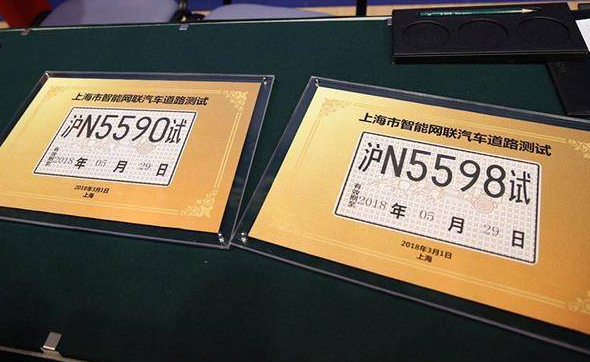 上海市智能网联汽车道路测试
沪N5590试
有效期至
2018 年 05 月 29 日
2018年3月1日
上海
上海市智能网联汽车道路测试
沪N5598试
有效期至
2018 年 05 月 29 日
2018年3月1日
上海